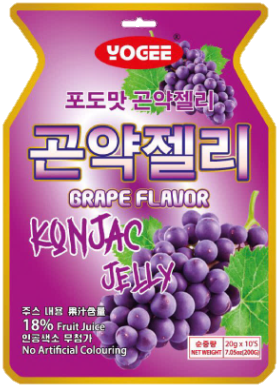 YOGEE
포도맛 곤약젤리
곤약젤리
GRAPE FLAVOR
KONJAC
JELLY
주스 내용 果汁含量
18% Fruit Juice
인공색소 무첨가
No Artificial Colouring
순중량 20g x 10'S
NET WEIGHT 7.05oz(200G)